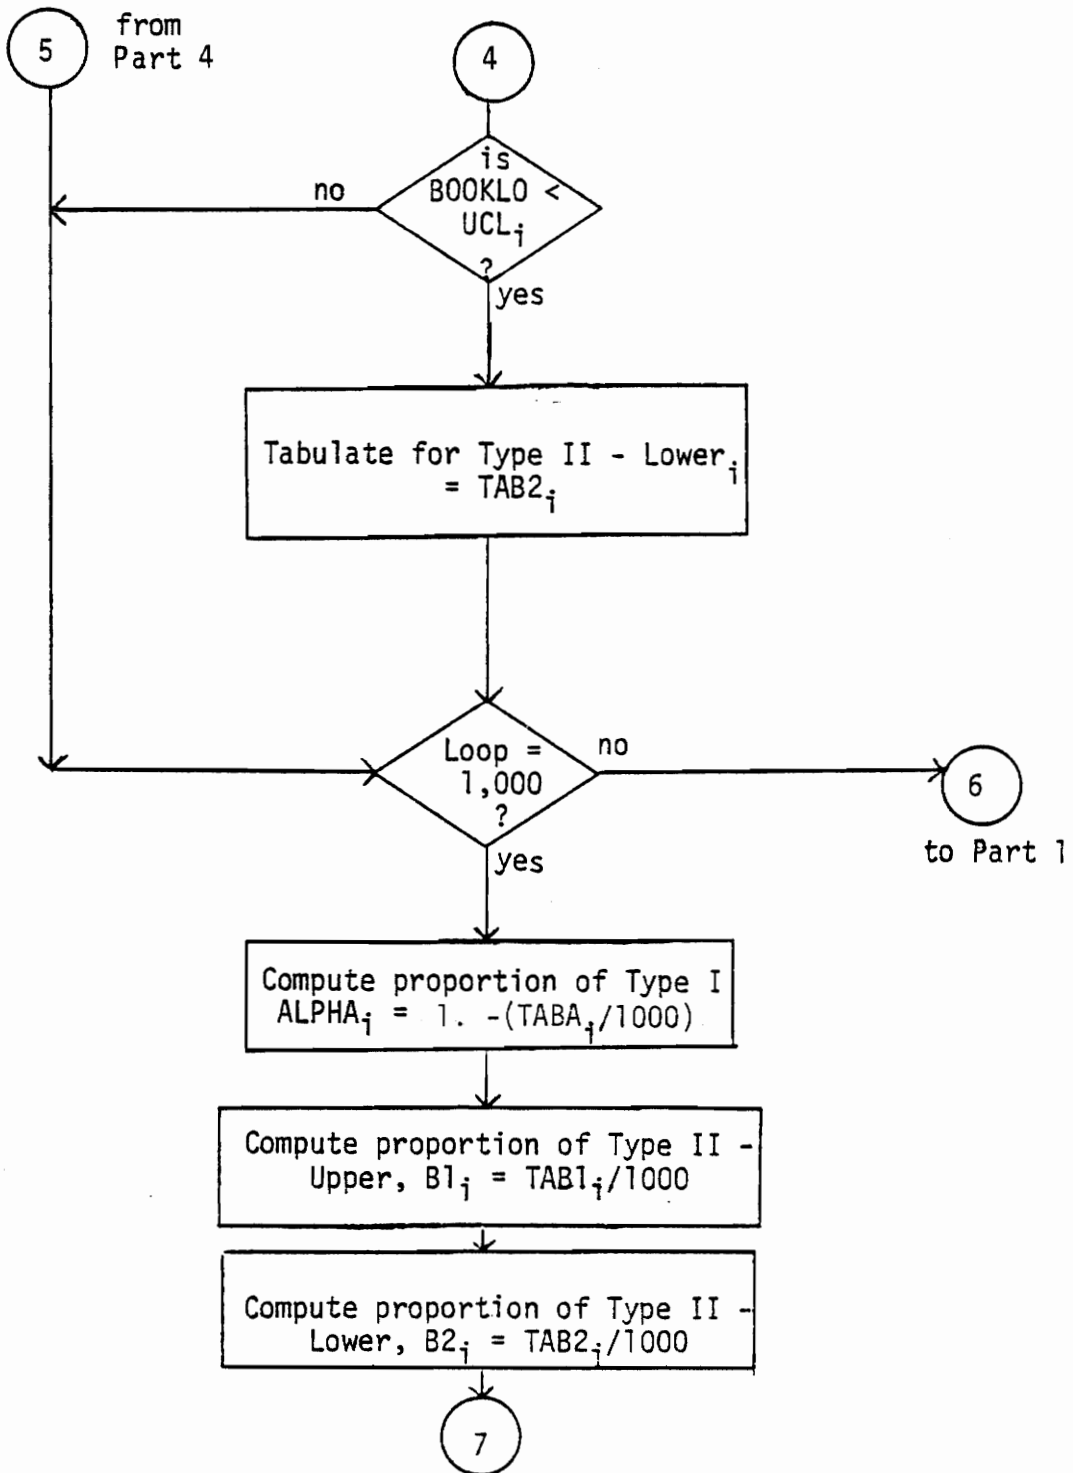 5
from
Part 4
4
is
BOOKLO <
UCLi
?
no
yes
Tabulate for Type II - Loweri
= TAB2i
Loop =
1,000
?
no
6
to Part 1
yes
Compute proportion of Type I
ALPHAi = 1. -(TABAi/1000)
Compute proportion of Type II -
Upper, B1i = TAB1i/1000
Compute proportion of Type II -
Lower, B2i = TAB2i/1000
7